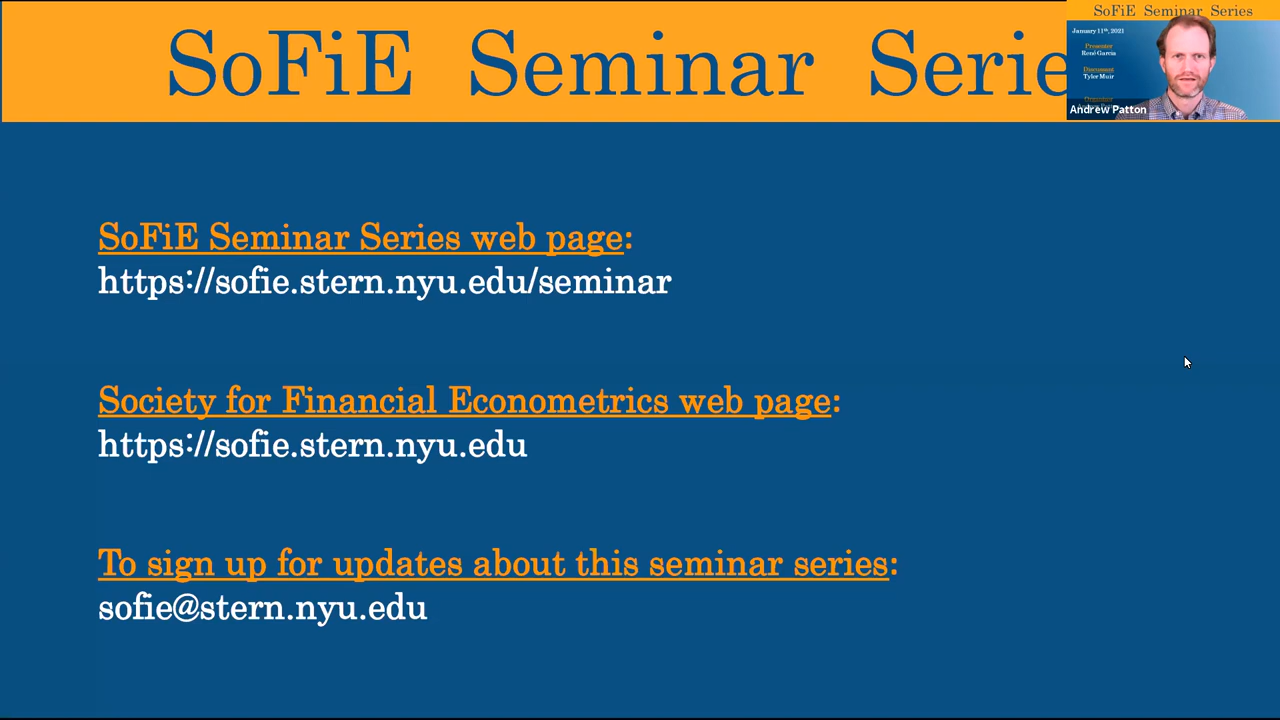 SoFiE Seminar Serie
SoFiE Seminar Series
January 11th, 2021
Presenter
René Garcia
Discussant
Tyler Muir
Andrew Patton
SoFiE Seminar Series web page:
https://sofie.stern.nyu.edu/seminar
Society for Financial Econometrics web page:
https://sofie.stern.nyu.edu
To sign up for updates about this seminar series:
sofie@stern.nyu.edu